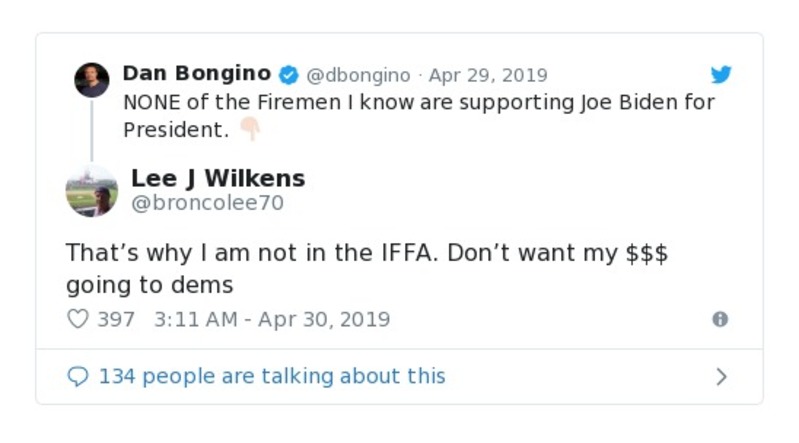 Dan Bongino @dbongino · Apr 29, 2019
NONE of the Firemen I know are supporting Joe Biden for
President. 👇🏻
Lee J Wilkens
@broncolee70
That’s why I am not in the IFFA. Don’t want my $$$
going to dems
397 3:11 AM - Apr 30, 2019
134 people are talking about this